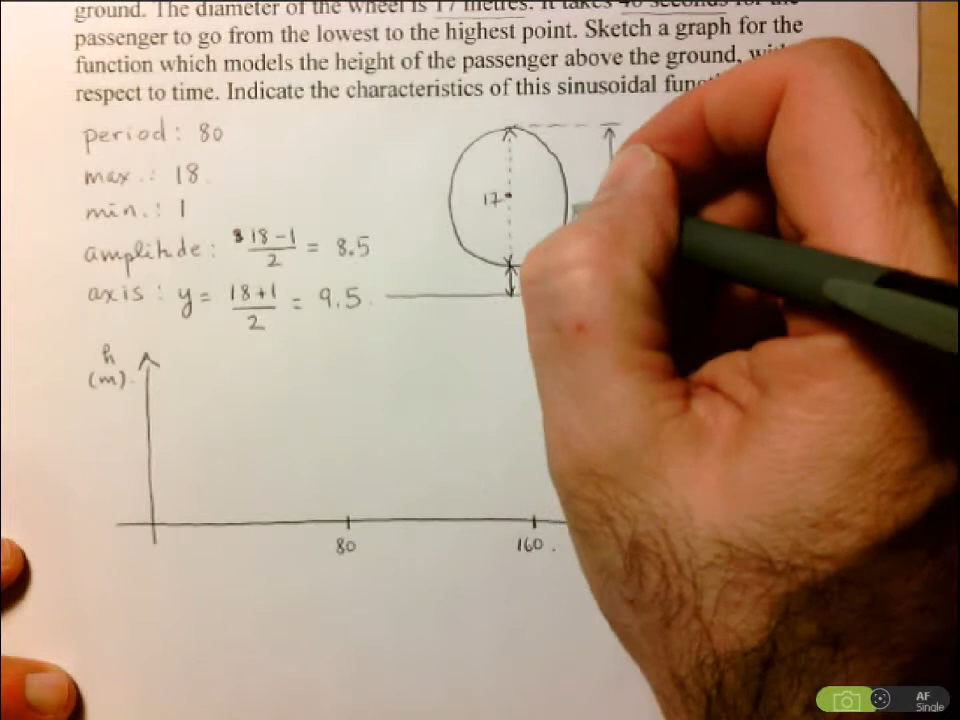 ground. The diameter of the wheel is 17 metres. It takes 40 seconds for the
passenger to go from the lowest to the highest point. Sketch a graph for the
function which models the height of the passenger above the ground,
respect to time. Indicate the characteristics of this sinusoidal
period: 80
max.: 18
min.: 1
amplitude: 18-1/2 = 8.5
axis: y = 18+1/2 = 9.5
17
h
(m)
80
160
AF
Single